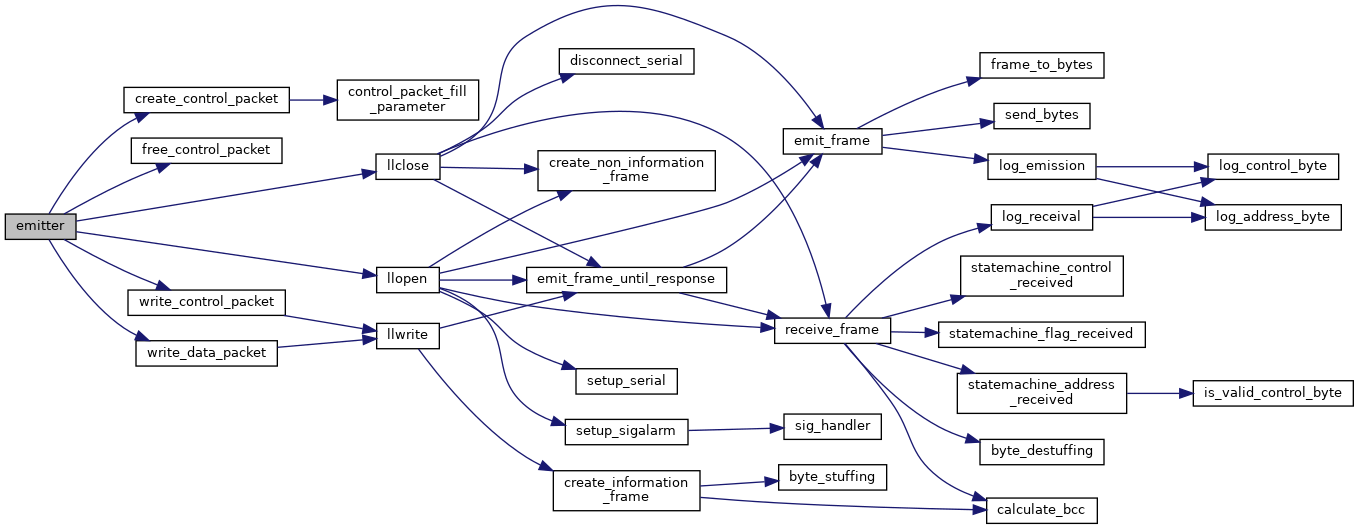 emitter
create_control_packet
free_control_packet
write_control_packet
write_data_packet
control_packet_fill
_parameter
llclose
llopen
llwrite
disconnect_serial
create_non_information
_frame
emit_frame_until_response
setup_serial
setup_sigalarm
create_information
_frame
emit_frame
receive_frame
sig_handler
byte_stuffing
frame_to_bytes
send_bytes
log_emission
log_receival
statemachine_control
_received
statemachine_flag_received
statemachine_address
_received
byte_destuffing
calculate_bcc
log_control_byte
log_address_byte
is_valid_control_byte